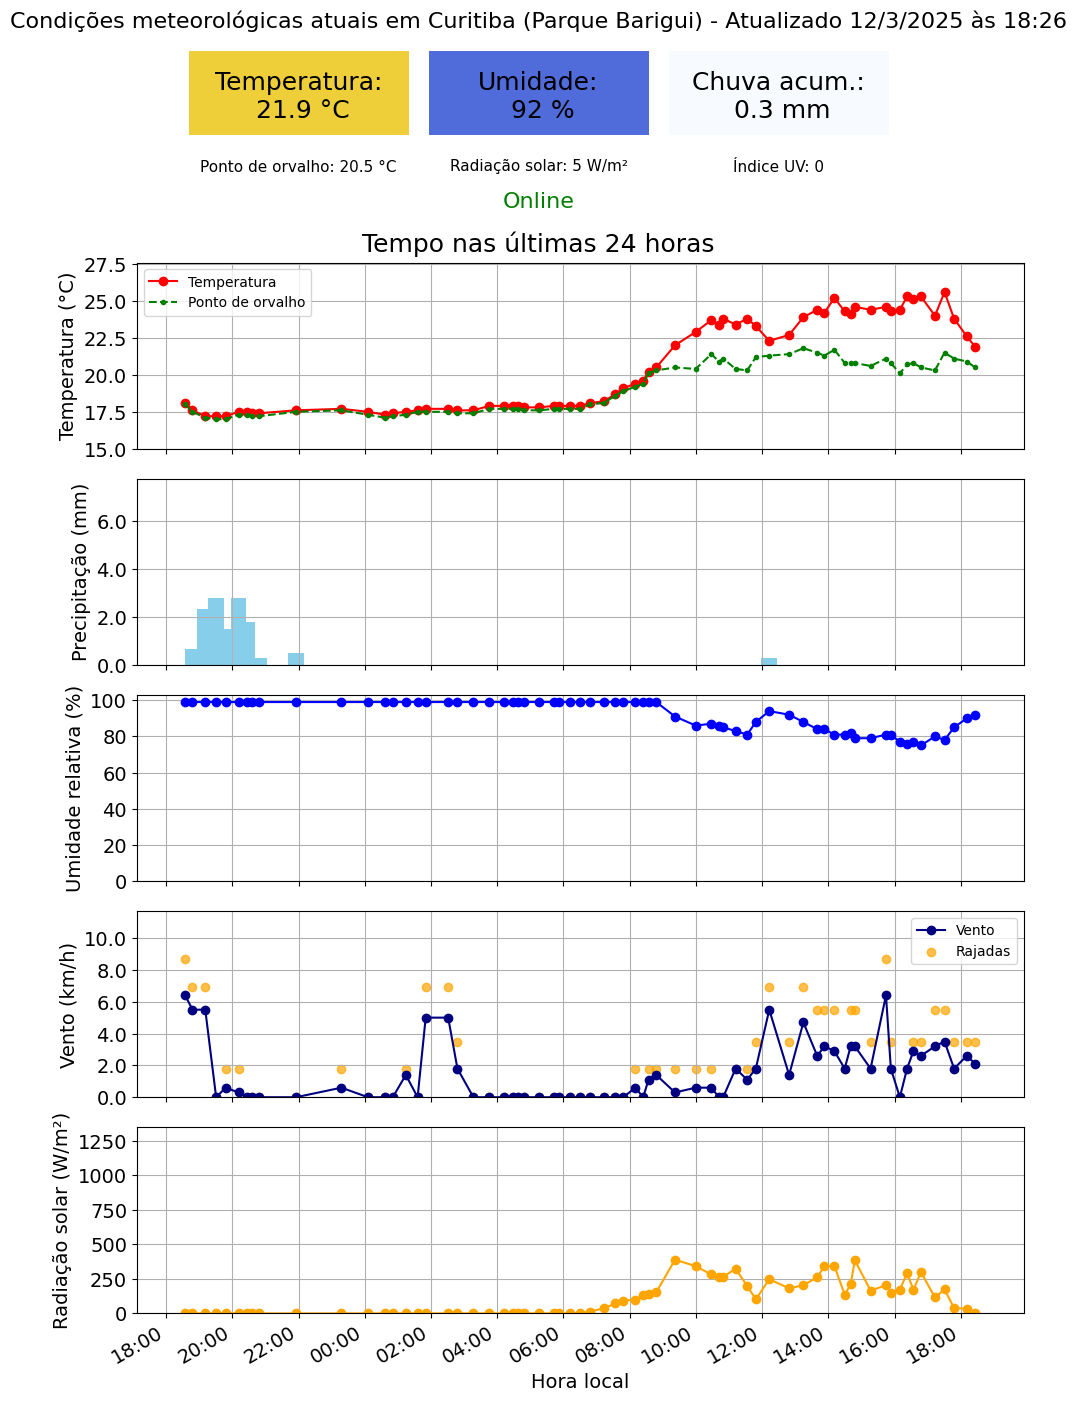 Condições meteorológicas atuais em Curitiba (Parque Barigui) - Atualizado 12/3/2025 às 18:26
Temperatura:
21.9 °C
Umidade:
92 %
Chuva acum.:
0.3 mm
Ponto de orvalho: 20.5 °C
Radiação solar: 5 W/m²
Índice UV: 0
Online
Tempo nas últimas 24 horas
Temperatura (°C)
27.5
25.0
22.5
20.0
17.5
15.0
Temperatura
Ponto de orvalho
Precipitação (mm)
6.0
4.0
2.0
0.0
Umidade relativa (%)
100
80
60
40
20
0
Vento (km/h)
10.0
8.0
6.0
4.0
2.0
0.0
Vento
Rajadas
Radiação solar (W/m²)
1250
1000
750
500
250
0
18:00
20:00
22:00
00:00
02:00
04:00
06:00
08:00
10:00
12:00
14:00
16:00
18:00
Hora local